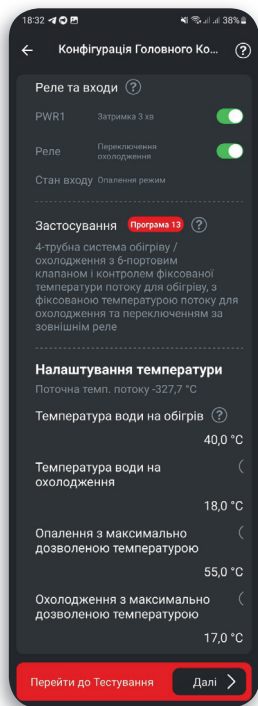 18:32
38%
Конфігурація Головного Ко...
Реле та входи
PWR1 Затримка 3 хв
Реле Переключення
охолодження
Стан входу Опалення режим
Застосування Програма 13
4-трубна система обігріву /
охолодження з 6-портовим
клапаном і контролем фіксованої
температури потоку для обігріву, з
фіксованою температурою потоку для
охолодження та переключенням за
зовнішнім реле
Налаштування температури
Поточна темп. потоку -327,7 °C
Температура води на обігрів
40,0 °C
Температура води на
охолодження
18,0 °C
Опалення з максимально
дозволеною температурою
55,0 °C
Охолодження з максимально
дозволеною температурою
17,0 °C
Перейти до Тестування
Далі